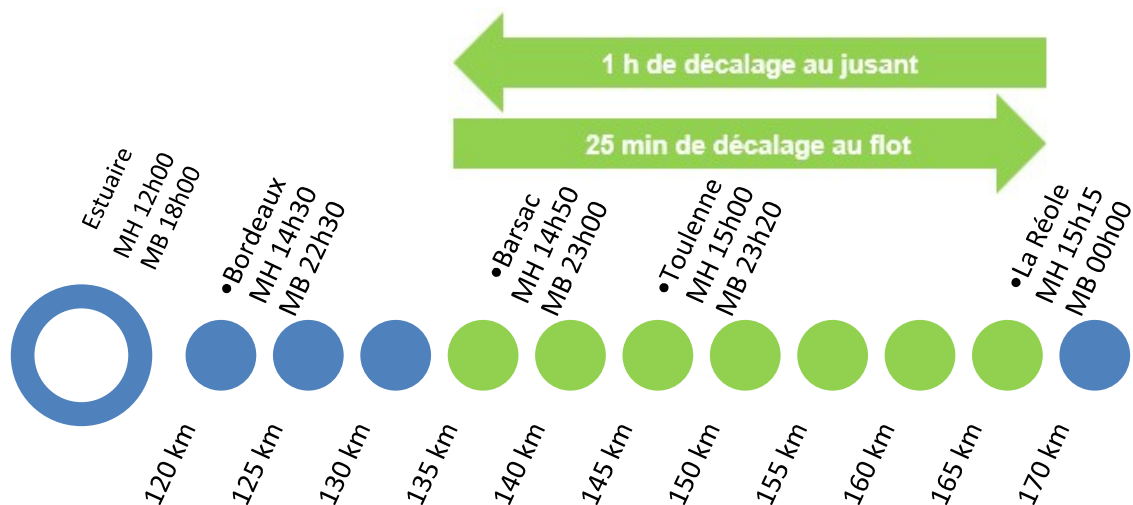 1 h de décalage au jusant
25 min de décalage au flot
Estuaire
MH 12h00
MB 18h00
•Bordeaux
MH 14h30
MB 22h30
•Barsac
MH 14h50
MB 23h00
•Toulenne
MH 15h00
MB 23h20
•La Réole
MH 15h15
MB 00h00
120 km
125 km
130 km
135 km
140 km
145 km
150 km
155 km
160 km
165 km
170 km